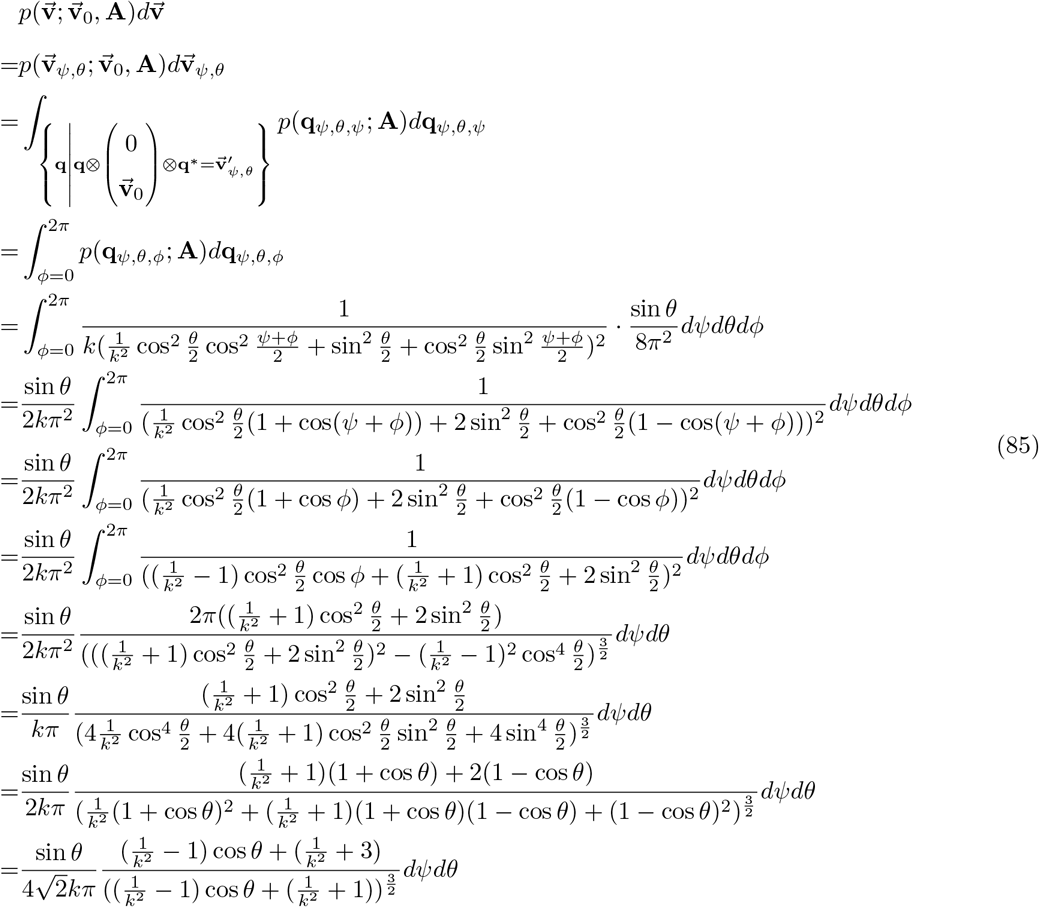 $p(\vec{\mathbf{v}}; \vec{\mathbf{v}}_0, \mathbf{A})d\vec{\mathbf{v}}$
$=p(\vec{\mathbf{v}}_{\psi,\theta}; \vec{\mathbf{v}}_0, \mathbf{A})d\vec{\mathbf{v}}_{\psi,\theta}$
$=\int_{\left\{\mathbf{q}\middle|\mathbf{q}\otimes\begin{pmatrix}0\\ \vec{\mathbf{v}}_0\end{pmatrix}\otimes\mathbf{q}^*=\vec{\mathbf{v}}'_{\psi,\theta}\right\}} p(\mathbf{q}_{\psi,\theta,\psi}; \mathbf{A})d\mathbf{q}_{\psi,\theta,\psi}$
$=\int_{\phi=0}^{2\pi} p(\mathbf{q}_{\psi,\theta,\phi}; \mathbf{A})d\mathbf{q}_{\psi,\theta,\phi}$
$=\int_{\phi=0}^{2\pi} \frac{1}{k(\frac{1}{k^2}\cos^2\frac{\theta}{2}\cos^2\frac{\psi+\phi}{2}+\sin^2\frac{\theta}{2}+\cos^2\frac{\theta}{2}\sin^2\frac{\psi+\phi}{2})^2}\cdot\frac{\sin\theta}{8\pi^2}d\psi d\theta d\phi$
$=\frac{\sin\theta}{2k\pi^2}\int_{\phi=0}^{2\pi}\frac{1}{(\frac{1}{k^2}\cos^2\frac{\theta}{2}(1+\cos(\psi+\phi))+2\sin^2\frac{\theta}{2}+\cos^2\frac{\theta}{2}(1-\cos(\psi+\phi)))^2}d\psi d\theta d\phi$
$=\frac{\sin\theta}{2k\pi^2}\int_{\phi=0}^{2\pi}\frac{1}{(\frac{1}{k^2}\cos^2\frac{\theta}{2}(1+\cos\phi)+2\sin^2\frac{\theta}{2}+\cos^2\frac{\theta}{2}(1-\cos\phi))^2}d\psi d\theta d\phi$ (85)
$=\frac{\sin\theta}{2k\pi^2}\int_{\phi=0}^{2\pi}\frac{1}{((\frac{1}{k^2}-1)\cos^2\frac{\theta}{2}\cos\phi+(\frac{1}{k^2}+1)\cos^2\frac{\theta}{2}+2\sin^2\frac{\theta}{2})^2}d\psi d\theta d\phi$
$=\frac{\sin\theta}{2k\pi^2}\frac{2\pi((\frac{1}{k^2}+1)\cos^2\frac{\theta}{2}+2\sin^2\frac{\theta}{2})}{(((\frac{1}{k^2}+1)\cos^2\frac{\theta}{2}+2\sin^2\frac{\theta}{2})^2-(\frac{1}{k^2}-1)^2\cos^4\frac{\theta}{2})^{\frac{3}{2}}}d\psi d\theta$
$=\frac{\sin\theta}{k\pi}\frac{(\frac{1}{k^2}+1)\cos^2\frac{\theta}{2}+2\sin^2\frac{\theta}{2}}{(4\frac{1}{k^2}\cos^4\frac{\theta}{2}+4(\frac{1}{k^2}+1)\cos^2\frac{\theta}{2}\sin^2\frac{\theta}{2}+4\sin^4\frac{\theta}{2})^{\frac{3}{2}}}d\psi d\theta$
$=\frac{\sin\theta}{2k\pi}\frac{(\frac{1}{k^2}+1)(1+\cos\theta)+2(1-\cos\theta)}{(\frac{1}{k^2}(1+\cos\theta)^2+(\frac{1}{k^2}+1)(1+\cos\theta)(1-\cos\theta)+(1-\cos\theta)^2)^{\frac{3}{2}}}d\psi d\theta$
$=\frac{\sin\theta}{4\sqrt{2}k\pi}\frac{(\frac{1}{k^2}-1)\cos\theta+(\frac{1}{k^2}+3)}{((\frac{1}{k^2}-1)\cos\theta+(\frac{1}{k^2}+1))^{\frac{3}{2}}}d\psi d\theta$